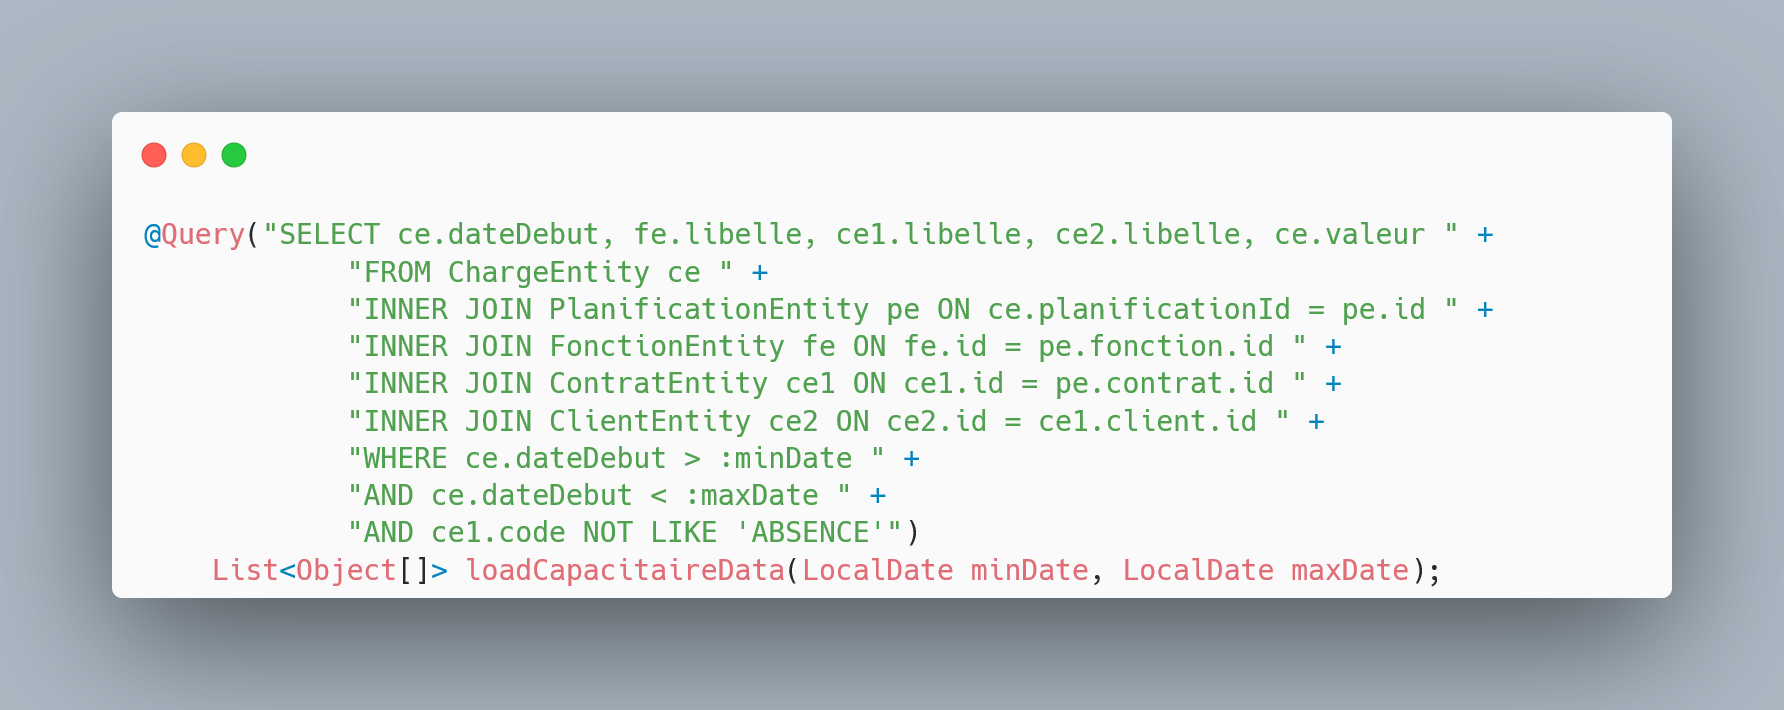 @Query("SELECT ce.dateDebut, fe.libelle, ce1.libelle, ce2.libelle, ce.valeur " +
"FROM ChargeEntity ce " +
"INNER JOIN PlanificationEntity pe ON ce.planificationId = pe.id " +
"INNER JOIN FonctionEntity fe ON fe.id = pe.fonction.id " +
"INNER JOIN ContratEntity ce1 ON ce1.id = pe.contrat.id " +
"INNER JOIN ClientEntity ce2 ON ce2.id = ce1.client.id " +
"WHERE ce.dateDebut > :minDate " +
"AND ce.dateDebut < :maxDate " +
"AND ce1.code NOT LIKE 'ABSENCE'")
List<Object[]> loadCapacitaireData(LocalDate minDate, LocalDate maxDate);